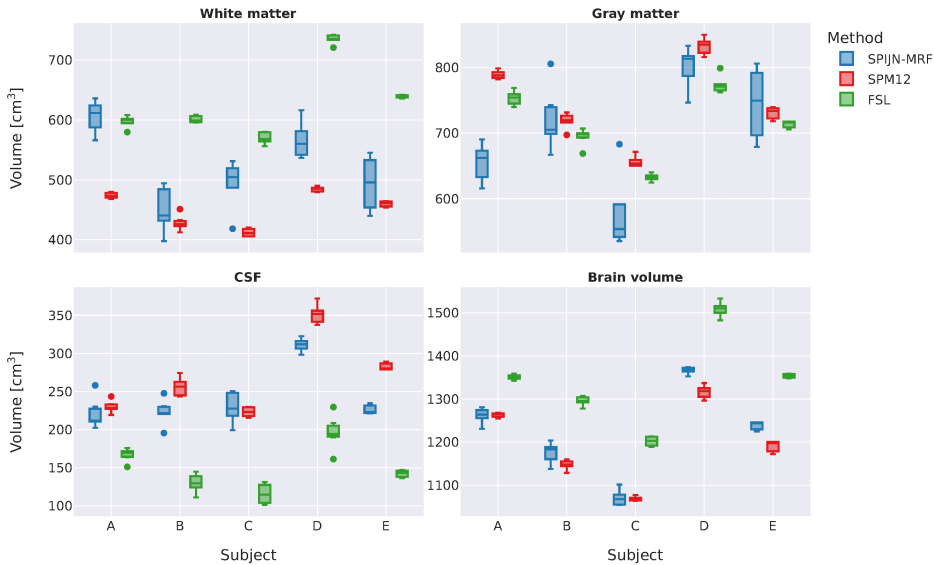 White matter
Gray matter
Method
SPIJN-MRF
SPM12
FSL
Volume [cm³]
700
600
500
400
800
700
600
CSF
Brain volume
Volume [cm³]
350
300
250
200
150
100
1500
1400
1300
1200
1100
A B C D E
A B C D E
Subject
Subject